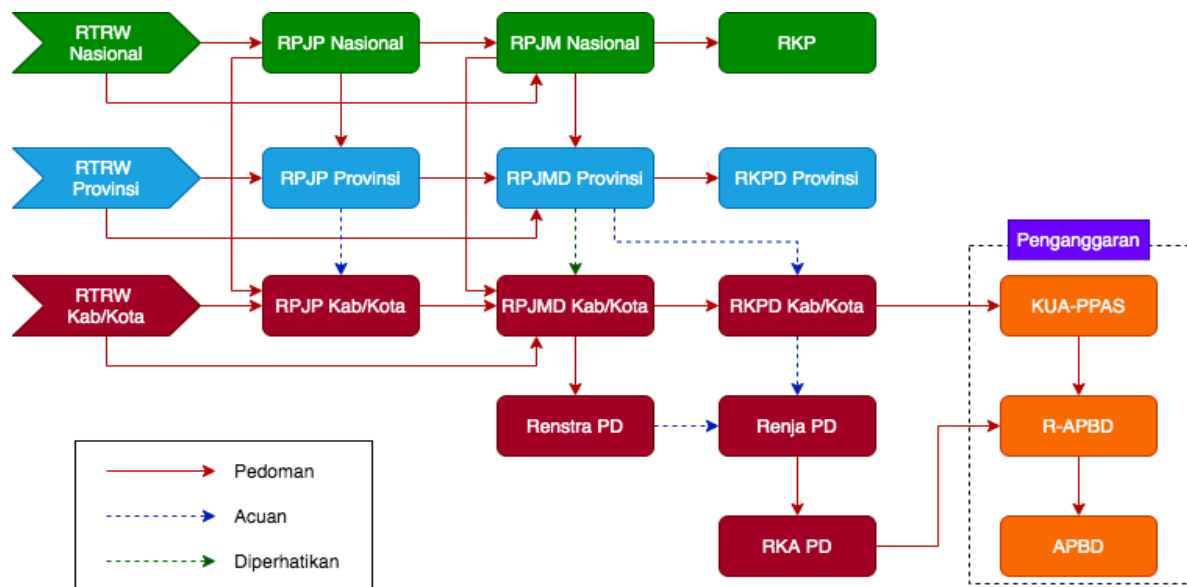 RTRW
Nasional
RPJP Nasional
RPJM Nasional
RKP
RTRW
Provinsi
RPJP Provinsi
RPJMD Provinsi
RKPD Provinsi
Penganggaran
RTRW
Kab/Kota
RPJP Kab/Kota
RPJMD Kab/Kota
RKPD Kab/Kota
KUA-PPAS
Renstra PD
Renja PD
R-APBD
Pedoman
Acuan
Diperhatikan
RKA PD
APBD